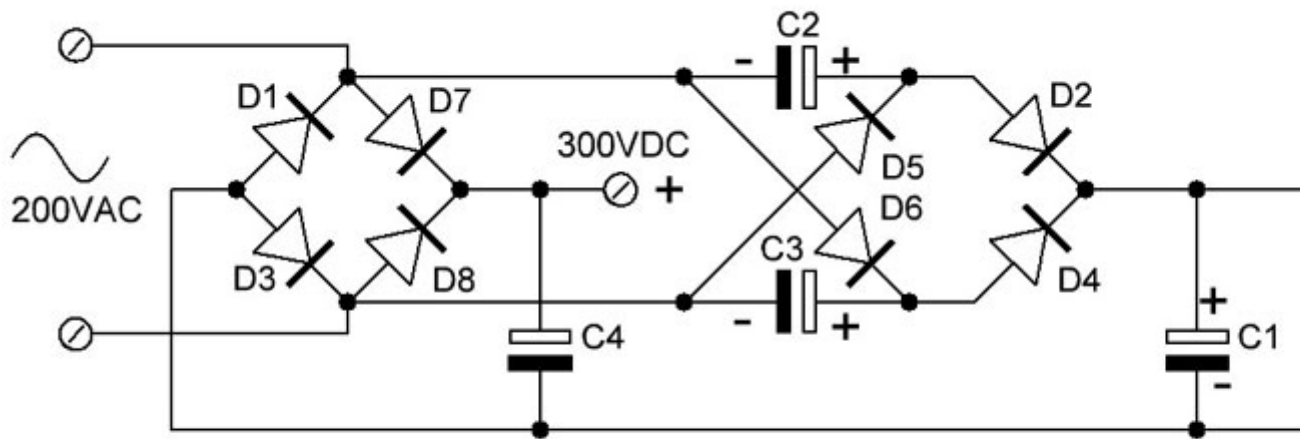 C2
- +
D1
D7
D2
300VDC
+
D5
200VAC
D6
D3
D8
C3
D4
- +
+
C4
C1
-